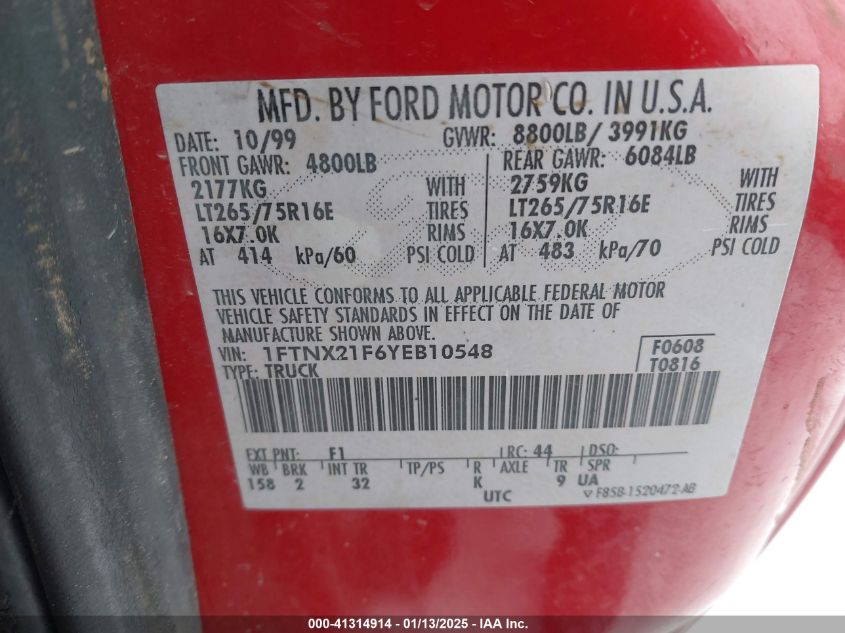 MFD. BY FORD MOTOR CO. IN U.S.A.
DATE: 10/99 GVWR: 8800LB/ 3991KG
FRONT GAWR: 4800LB REAR GAWR: 6084LB
2177KG WITH 2759KG WITH
LT265/75R16E TIRES LT265/75R16E TIRES
16X7.0K RIMS 16X7.0K RIMS
AT 414 kPa/60 PSI COLD AT 483 kPa/70 PSI COLD
THIS VEHICLE CONFORMS TO ALL APPLICABLE FEDERAL MOTOR
VEHICLE SAFETY STANDARDS IN EFFECT ON THE DATE OF
MANUFACTURE SHOWN ABOVE.
VIN: 1FTNX21F6YEB10548 F0608
TYPE: TRUCK T0816
EXT PNT: F1 RC: 44 DSO:
WB BRK INT TR TP/PS R AXLE TR SPR
158 2 32 K 9 UA
UTC F85B-1520472-AB
000-41314914 | 01/13/2025 | IAA Inc.